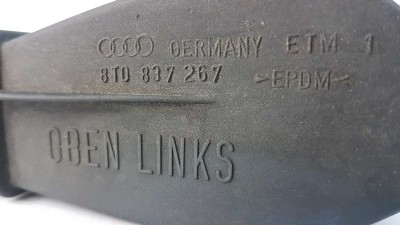 GERMANY ETM 1
8T0 837 267 >EPDM<
OBEN LINKS